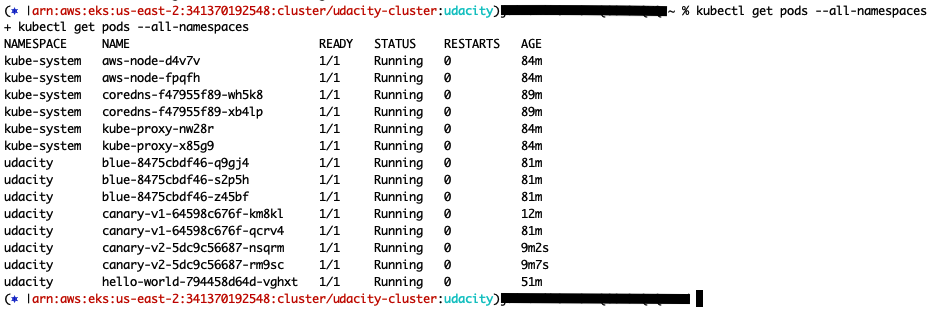 (✷ |arn:aws:eks:us-east-2:341370192548:cluster/udacity-cluster:udacity) ~ % kubectl get pods --all-namespaces
+ kubectl get pods --all-namespaces
NAMESPACE NAME READY STATUS RESTARTS AGE
kube-system aws-node-d4v7v 1/1 Running 0 84m
kube-system aws-node-fpqfh 1/1 Running 0 84m
kube-system coredns-f47955f89-wh5k8 1/1 Running 0 89m
kube-system coredns-f47955f89-xb4lp 1/1 Running 0 89m
kube-system kube-proxy-nw28r 1/1 Running 0 84m
kube-system kube-proxy-x85g9 1/1 Running 0 84m
udacity blue-8475cbdf46-q9gj4 1/1 Running 0 81m
udacity blue-8475cbdf46-s2p5h 1/1 Running 0 81m
udacity blue-8475cbdf46-z45bf 1/1 Running 0 81m
udacity canary-v1-64598c676f-km8kl 1/1 Running 0 12m
udacity canary-v1-64598c676f-qcrv4 1/1 Running 0 81m
udacity canary-v2-5dc9c56687-nsqrm 1/1 Running 0 9m2s
udacity canary-v2-5dc9c56687-rm9sc 1/1 Running 0 9m7s
udacity hello-world-794458d64d-vghxt 1/1 Running 0 51m
(✷ |arn:aws:eks:us-east-2:341370192548:cluster/udacity-cluster:udacity)